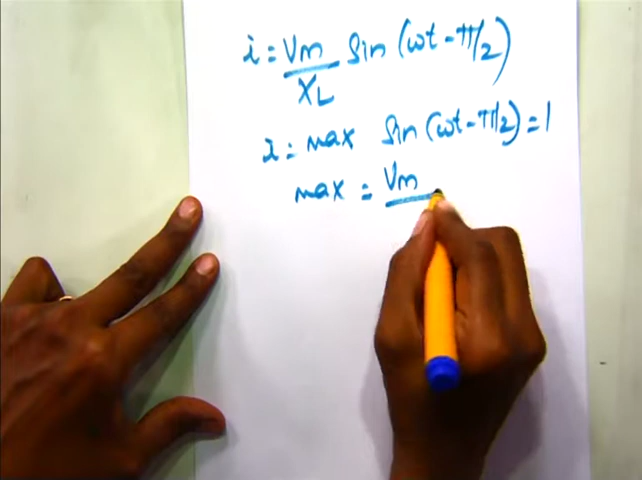 i = Vm/XL Sin (ωt - π/2)
i = max Sin (ωt - π/2) = 1
max = Vm